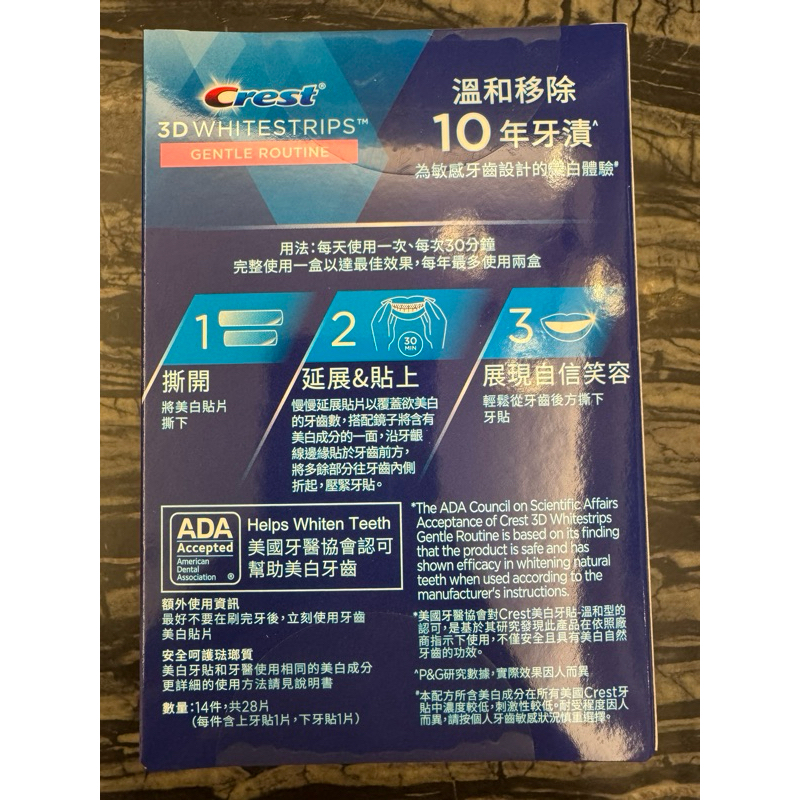 Crest®
3D WHITESTRIPS™
GENTLE ROUTINE
溫和移除
10年牙漬^
為敏感牙齒設計的美白體驗#
用法：每天使用一次、每次30分鐘
完整使用一盒以達最佳效果，每年最多使用兩盒
1
撕開
將美白貼片
撕下
2
30
MIN
延展&貼上
慢慢延展貼片以覆蓋欲美白
的牙齒數，搭配鏡子將含有
美白成分的一面，沿牙齦
線邊緣貼於牙齒前方，
將多餘部分往牙齒內側
折起，壓緊牙貼。
3
展現自信笑容
輕鬆從牙齒後方撕下
牙貼
ADA
Accepted
American
Dental
Association ®
Helps Whiten Teeth
美國牙醫協會認可
幫助美白牙齒
額外使用資訊
最好不要在刷完牙後，立刻使用牙齒
美白貼片
安全呵護琺瑯質
美白牙貼和牙醫使用相同的美白成分
更詳細的使用方法請見說明書
數量：14件，共28片
（每件含上牙貼1片，下牙貼1片）
*The ADA Council on Scientific Affairs
Acceptance of Crest 3D Whitestrips
Gentle Routine is based on its finding
that the product is safe and has
shown efficacy in whitening natural
teeth when used according to the
manufacturer's instructions.
*美國牙醫協會對Crest美白牙貼-溫和型的
認可，是基於其研究發現此產品在依照廠
商指示下使用，不僅安全且具有美白自然
牙齒的功效。
^P&G研究數據，實際效果因人而異
#本配方所含美白成分在所有美國Crest牙
貼中濃度較低，刺激性較低。耐受程度因人
而異，請按個人牙齒敏感狀況慎重選擇。